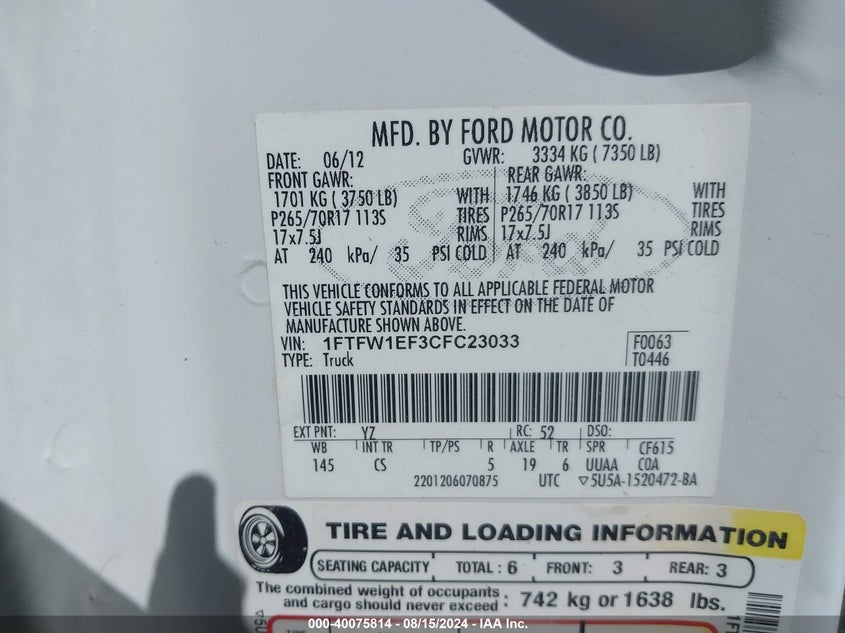 MFD. BY FORD MOTOR CO.
DATE: 06/12 GVWR: 3334 KG ( 7350 LB)
FRONT GAWR: REAR GAWR:
1701 KG ( 3750 LB) WITH 1746 KG ( 3850 LB) WITH
P265/70R17 113S TIRES P265/70R17 113S TIRES
17x7.5J RIMS 17x7.5J RIMS
AT 240 kPa/ 35 PSI COLD AT 240 kPa/ 35 PSI COLD
THIS VEHICLE CONFORMS TO ALL APPLICABLE FEDERAL MOTOR
VEHICLE SAFETY STANDARDS IN EFFECT ON THE DATE OF
MANUFACTURE SHOWN ABOVE.
VIN: 1FTFW1EF3CFC23033 F0063
TYPE: Truck T0446
EXT PNT: YZ RC: 52 DSO:
WB INT TR TP/PS R AXLE TR SPR CF615
145 CS 5 19 6 UUAA COA
2201206070875 UTC ▽5U5A-1520472-BA
TIRE AND LOADING INFORMATION
SEATING CAPACITY TOTAL : 6 FRONT: 3 REAR: 3
The combined weight of occupants
and cargo should never exceed : 742 kg or 1638 lbs.
000-40075814 - 08/15/2024 - IAA Inc.